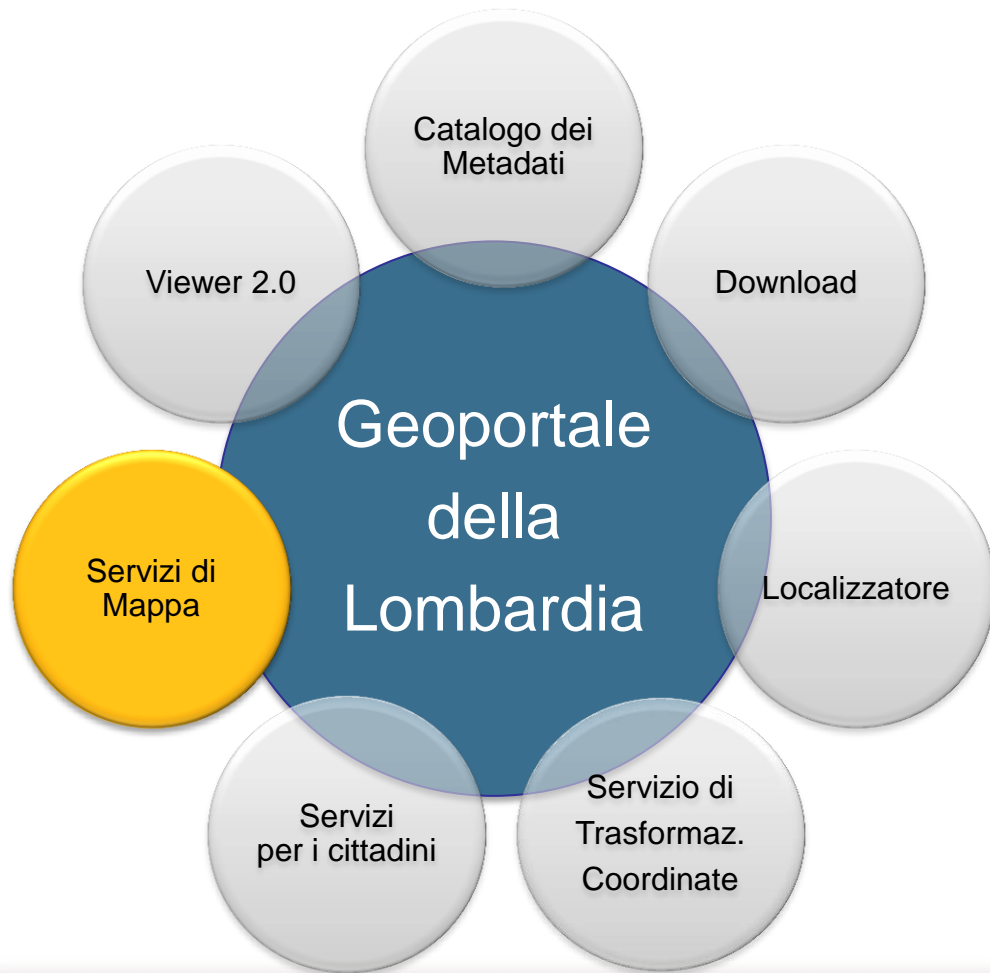 Catalogo dei
Metadati
Viewer 2.0
Download
Geoportale
della
Lombardia
Servizi di
Mappa
Localizzatore
Servizi
per i cittadini
Servizio di
Trasformaz.
Coordinate